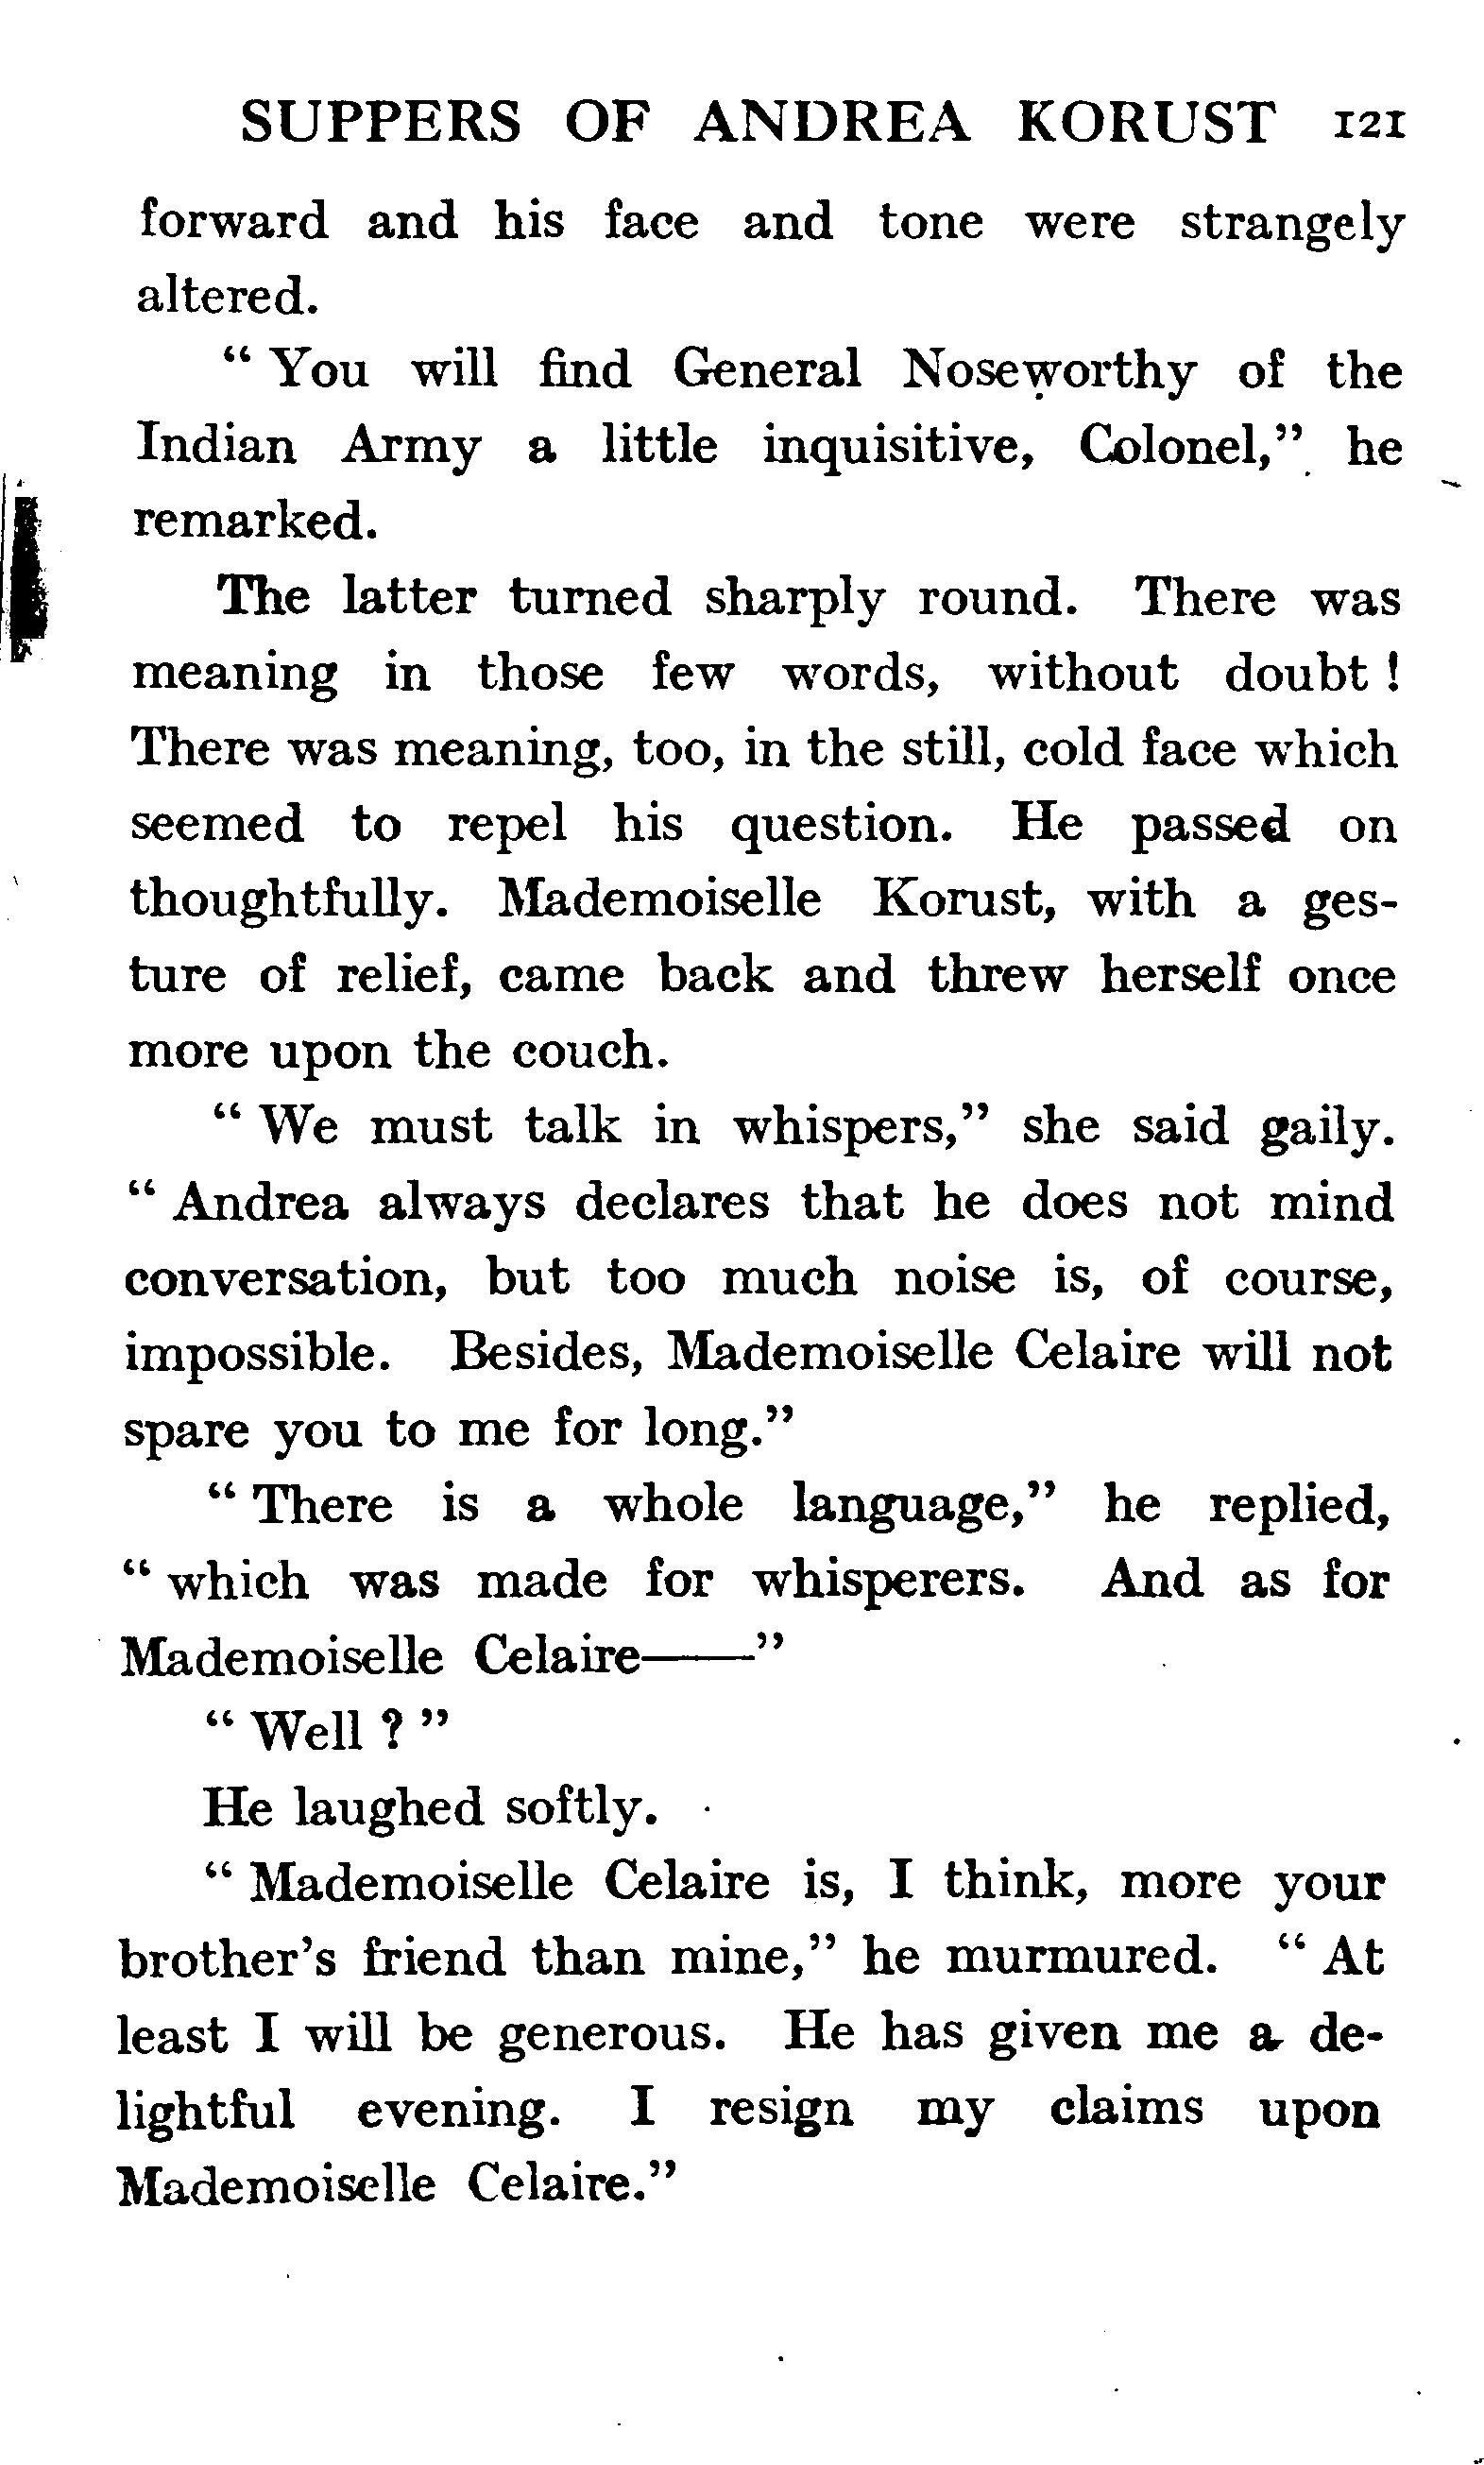 SUPPERS OF ANDREA KORUST 121
forward and his face and tone were strangely
altered.
“ You will find General Noseworthy of the
Indian Army a little inquisitive, Colonel,” he
remarked.
The latter turned sharply round. There was
meaning in those few words, without doubt !
There was meaning, too, in the still, cold face which
seemed to repel his question. He passed on
thoughtfully. Mademoiselle Korust, with a ges-
ture of relief, came back and threw herself once
more upon the couch.
“ We must talk in whispers,” she said gaily.
“ Andrea always declares that he does not mind
conversation, but too much noise is, of course,
impossible. Besides, Mademoiselle Celaire will not
spare you to me for long.”
“ There is a whole language,” he replied,
“ which was made for whisperers. And as for
Mademoiselle Celaire——”
“ Well ? ”
He laughed softly.
“ Mademoiselle Celaire is, I think, more your
brother’s friend than mine,” he murmured. “ At
least I will be generous. He has given me a de-
lightful evening. I resign my claims upon
Mademoiselle Celaire.”